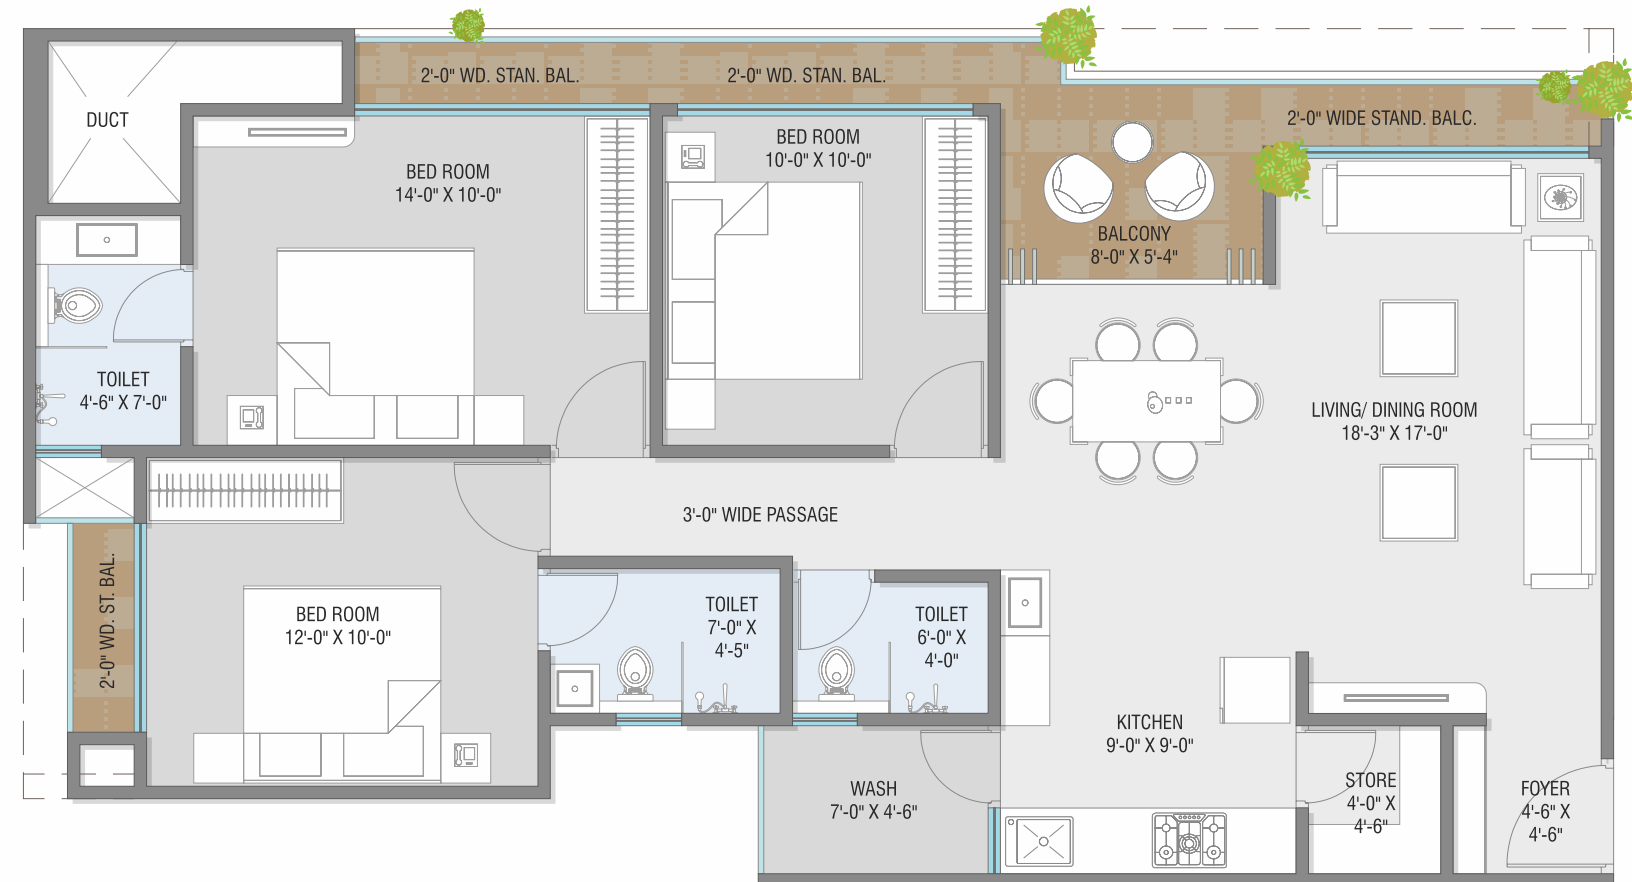 2'-0" WD. STAN. BAL.
2'-0" WD. STAN. BAL.
2'-0" WIDE STAND. BALC.
DUCT
BED ROOM
14'-0" X 10'-0"
BED ROOM
10'-0" X 10'-0"
BALCONY
8'-0" X 5'-4"
TOILET
4'-6" X 7'-0"
LIVING/ DINING ROOM
18'-3" X 17'-0"
3'-0" WIDE PASSAGE
2'-0" WD. ST. BAL.
BED ROOM
12'-0" X 10'-0"
TOILET
7'-0" X
4'-5"
TOILET
6'-0" X
4'-0"
KITCHEN
9'-0" X 9'-0"
WASH
7'-0" X 4'-6"
STORE
4'-0" X
4'-6"
FOYER
4'-6" X
4'-6"